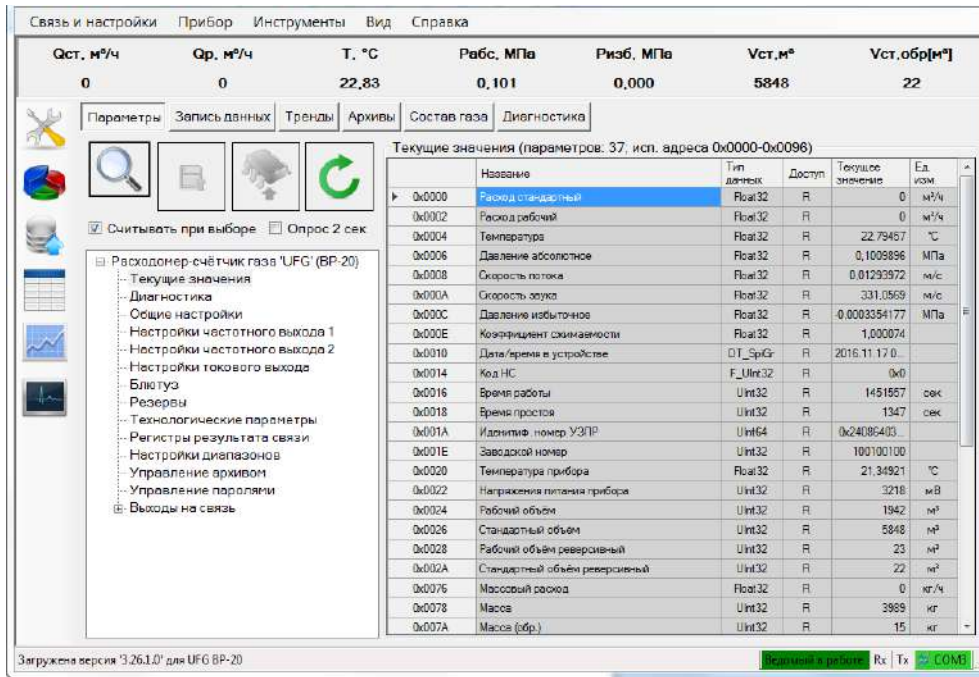 Связь и настройки Прибор Инструменты Вид Справка
Qст, м³/ч Qр, м³/ч T, °C Pабс, МПа Pизб, МПа Vст,м³ Vст,обр[м³]
0 0 22,83 0,101 0,000 5848 22
Параметры Запись данных Тренды Архивы Состав газа Диагностика
Текущие значения (параметров: 37; исп. адреса 0x0000-0x0096)
Считывать при выборе Опрос 2 сек
Расходомер-счётчик газа 'UFG' (ВР-20)
Текущие значения
Диагностика
Общие настройки
Настройки частотного выхода 1
Настройки частотного выхода 2
Настройки токового выхода
Блютуз
Резервы
Технологические параметры
Регистры результата связи
Настройки диапазонов
Управление архивом
Управление паролями
Выходы на связь
Название Тип данных Доступ Текущее значение Ед. изм.
0x0000 Расход стандартный Float32 R 0 м³/ч
0x0002 Расход рабочий Float32 R 0 м³/ч
0x0004 Температура Float32 R 22,79457 °C
0x0006 Давление абсолютное Float32 R 0,1009896 МПа
0x0008 Скорость потока Float32 R 0,01293972 м/с
0x000A Скорость звука Float32 R 331,0569 м/с
0x000C Давление избыточное Float32 R -0,0003354177 МПа
0x000E Коэффициент сжимаемости Float32 R 1,000074
0x0010 Дата/время в устройстве DT_SpiGr R 2016.11.17 0...
0x0014 Код НС F_UInt32 R 0x0
0x0016 Время работы UInt32 R 1451557 сек
0x0018 Время простоя UInt32 R 1347 сек
0x001A Иденитиф. номер УЗПР UInt64 R 0x24086403...
0x001E Заводской номер UInt32 R 100100100
0x0020 Температура прибора Float32 R 21,34921 °C
0x0022 Напряжения питания прибора UInt32 R 3218 мВ
0x0024 Рабочий объём UInt32 R 1942 м³
0x0026 Стандартный объём UInt32 R 5848 м³
0x0028 Рабочий объём реверсивный UInt32 R 23 м³
0x002A Стандартный объём реверсивный UInt32 R 22 м³
0x0076 Массовый расход Float32 R 0 кг/ч
0x0078 Масса UInt32 R 3989 кг
0x007A Масса (обр.) UInt32 R 15 кг
Загружена версия '3.26.1.0' для UFG ВР-20 Ведомый в работе Rx Tx COM3